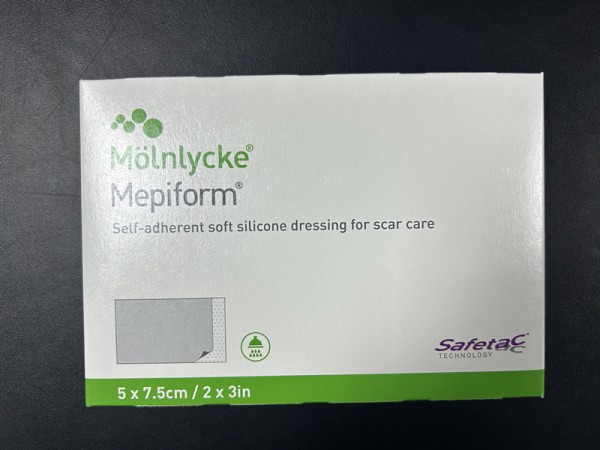 Mölnlycke®
Mepiform®
Self-adherent soft silicone dressing for scar care
Safetac
TECHNOLOGY
5 x 7.5cm / 2 x 3in